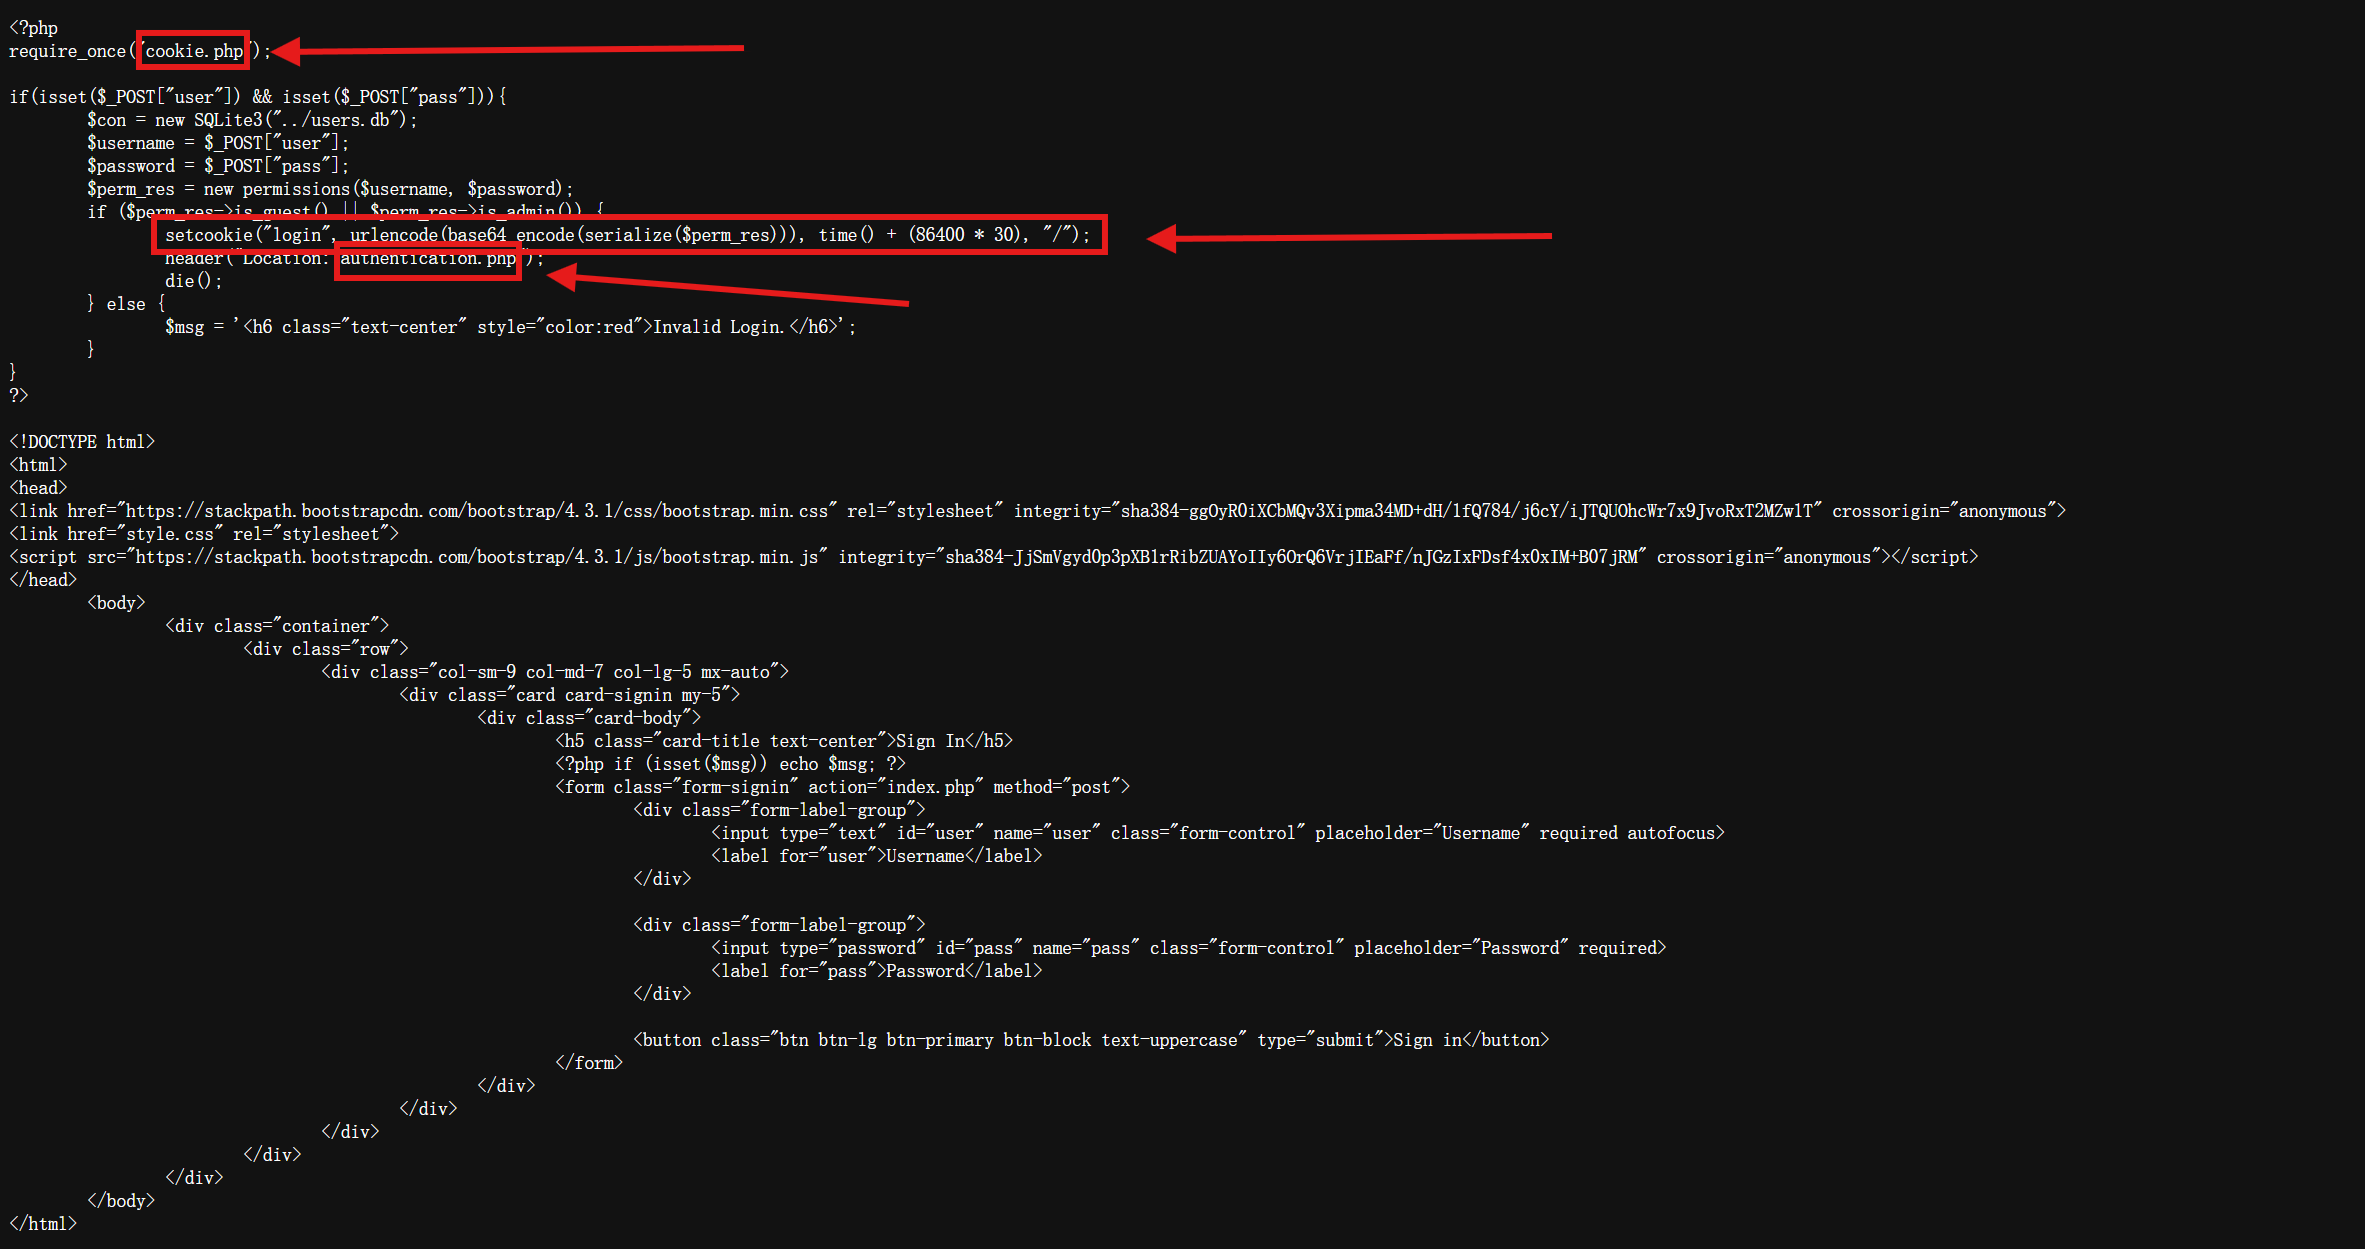 <?php
require_once("cookie.php");
if(isset($_POST["user"]) && isset($_POST["pass"])){
$con = new SQLite3("../users.db");
$username = $_POST["user"];
$password = $_POST["pass"];
$perm_res = new permissions($username, $password);
if ($perm_res->is_guest() || $perm_res->is_admin()) {
setcookie("login", urlencode(base64_encode(serialize($perm_res))), time() + (86400 * 30), "/");
header("Location: authentication.php");
die();
} else {
$msg = '<h6 class="text-center" style="color:red">Invalid Login.</h6>';
}
}
?>
<!DOCTYPE html>
<html>
<head>
<link href="https://stackpath.bootstrapcdn.com/bootstrap/4.3.1/css/bootstrap.min.css" rel="stylesheet" integrity="sha384-ggOyR0iXCbMQv3Xipma34MD+dH/1fQ784/j6cY/iJTQUOhcWr7x9JvoRxT2MZw1T" crossorigin="anonymous">
<link href="style.css" rel="stylesheet">
<script src="https://stackpath.bootstrapcdn.com/bootstrap/4.3.1/js/bootstrap.min.js" integrity="sha384-JjSmVgyd0p3pXB1rRibZUAYoIIy6OrQ6VrjIEaFf/nJGzIxFDsf4x0xIM+B07jRM" crossorigin="anonymous"></script>
</head>
<body>
<div class="container">
<div class="row">
<div class="col-sm-9 col-md-7 col-lg-5 mx-auto">
<div class="card card-signin my-5">
<div class="card-body">
<h5 class="card-title text-center">Sign In</h5>
<?php if (isset($msg)) echo $msg; ?>
<form class="form-signin" action="index.php" method="post">
<div class="form-label-group">
<input type="text" id="user" name="user" class="form-control" placeholder="Username" required autofocus>
<label for="user">Username</label>
</div>
<div class="form-label-group">
<input type="password" id="pass" name="pass" class="form-control" placeholder="Password" required>
<label for="pass">Password</label>
</div>
<button class="btn btn-lg btn-primary btn-block text-uppercase" type="submit">Sign in</button>
</form>
</div>
</div>
</div>
</div>
</div>
</body>
</html>